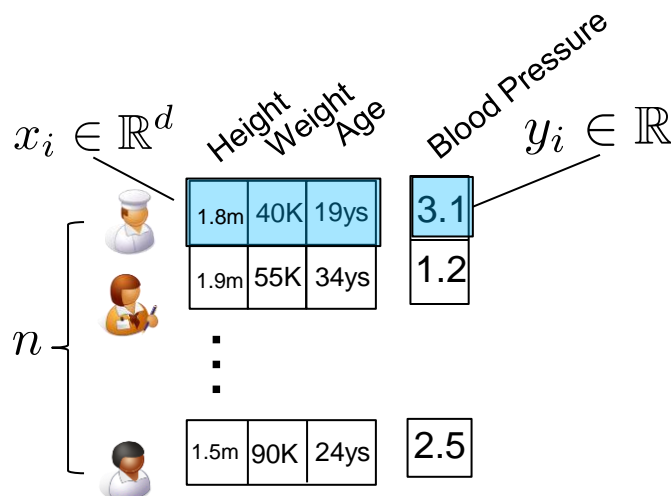 Height Weight Age Blood Pressure
x_i ∈ ℝ^d y_i ∈ ℝ
1.8m 40K 19ys 3.1
1.9m 55K 34ys 1.2
n
⋮
1.5m 90K 24ys 2.5